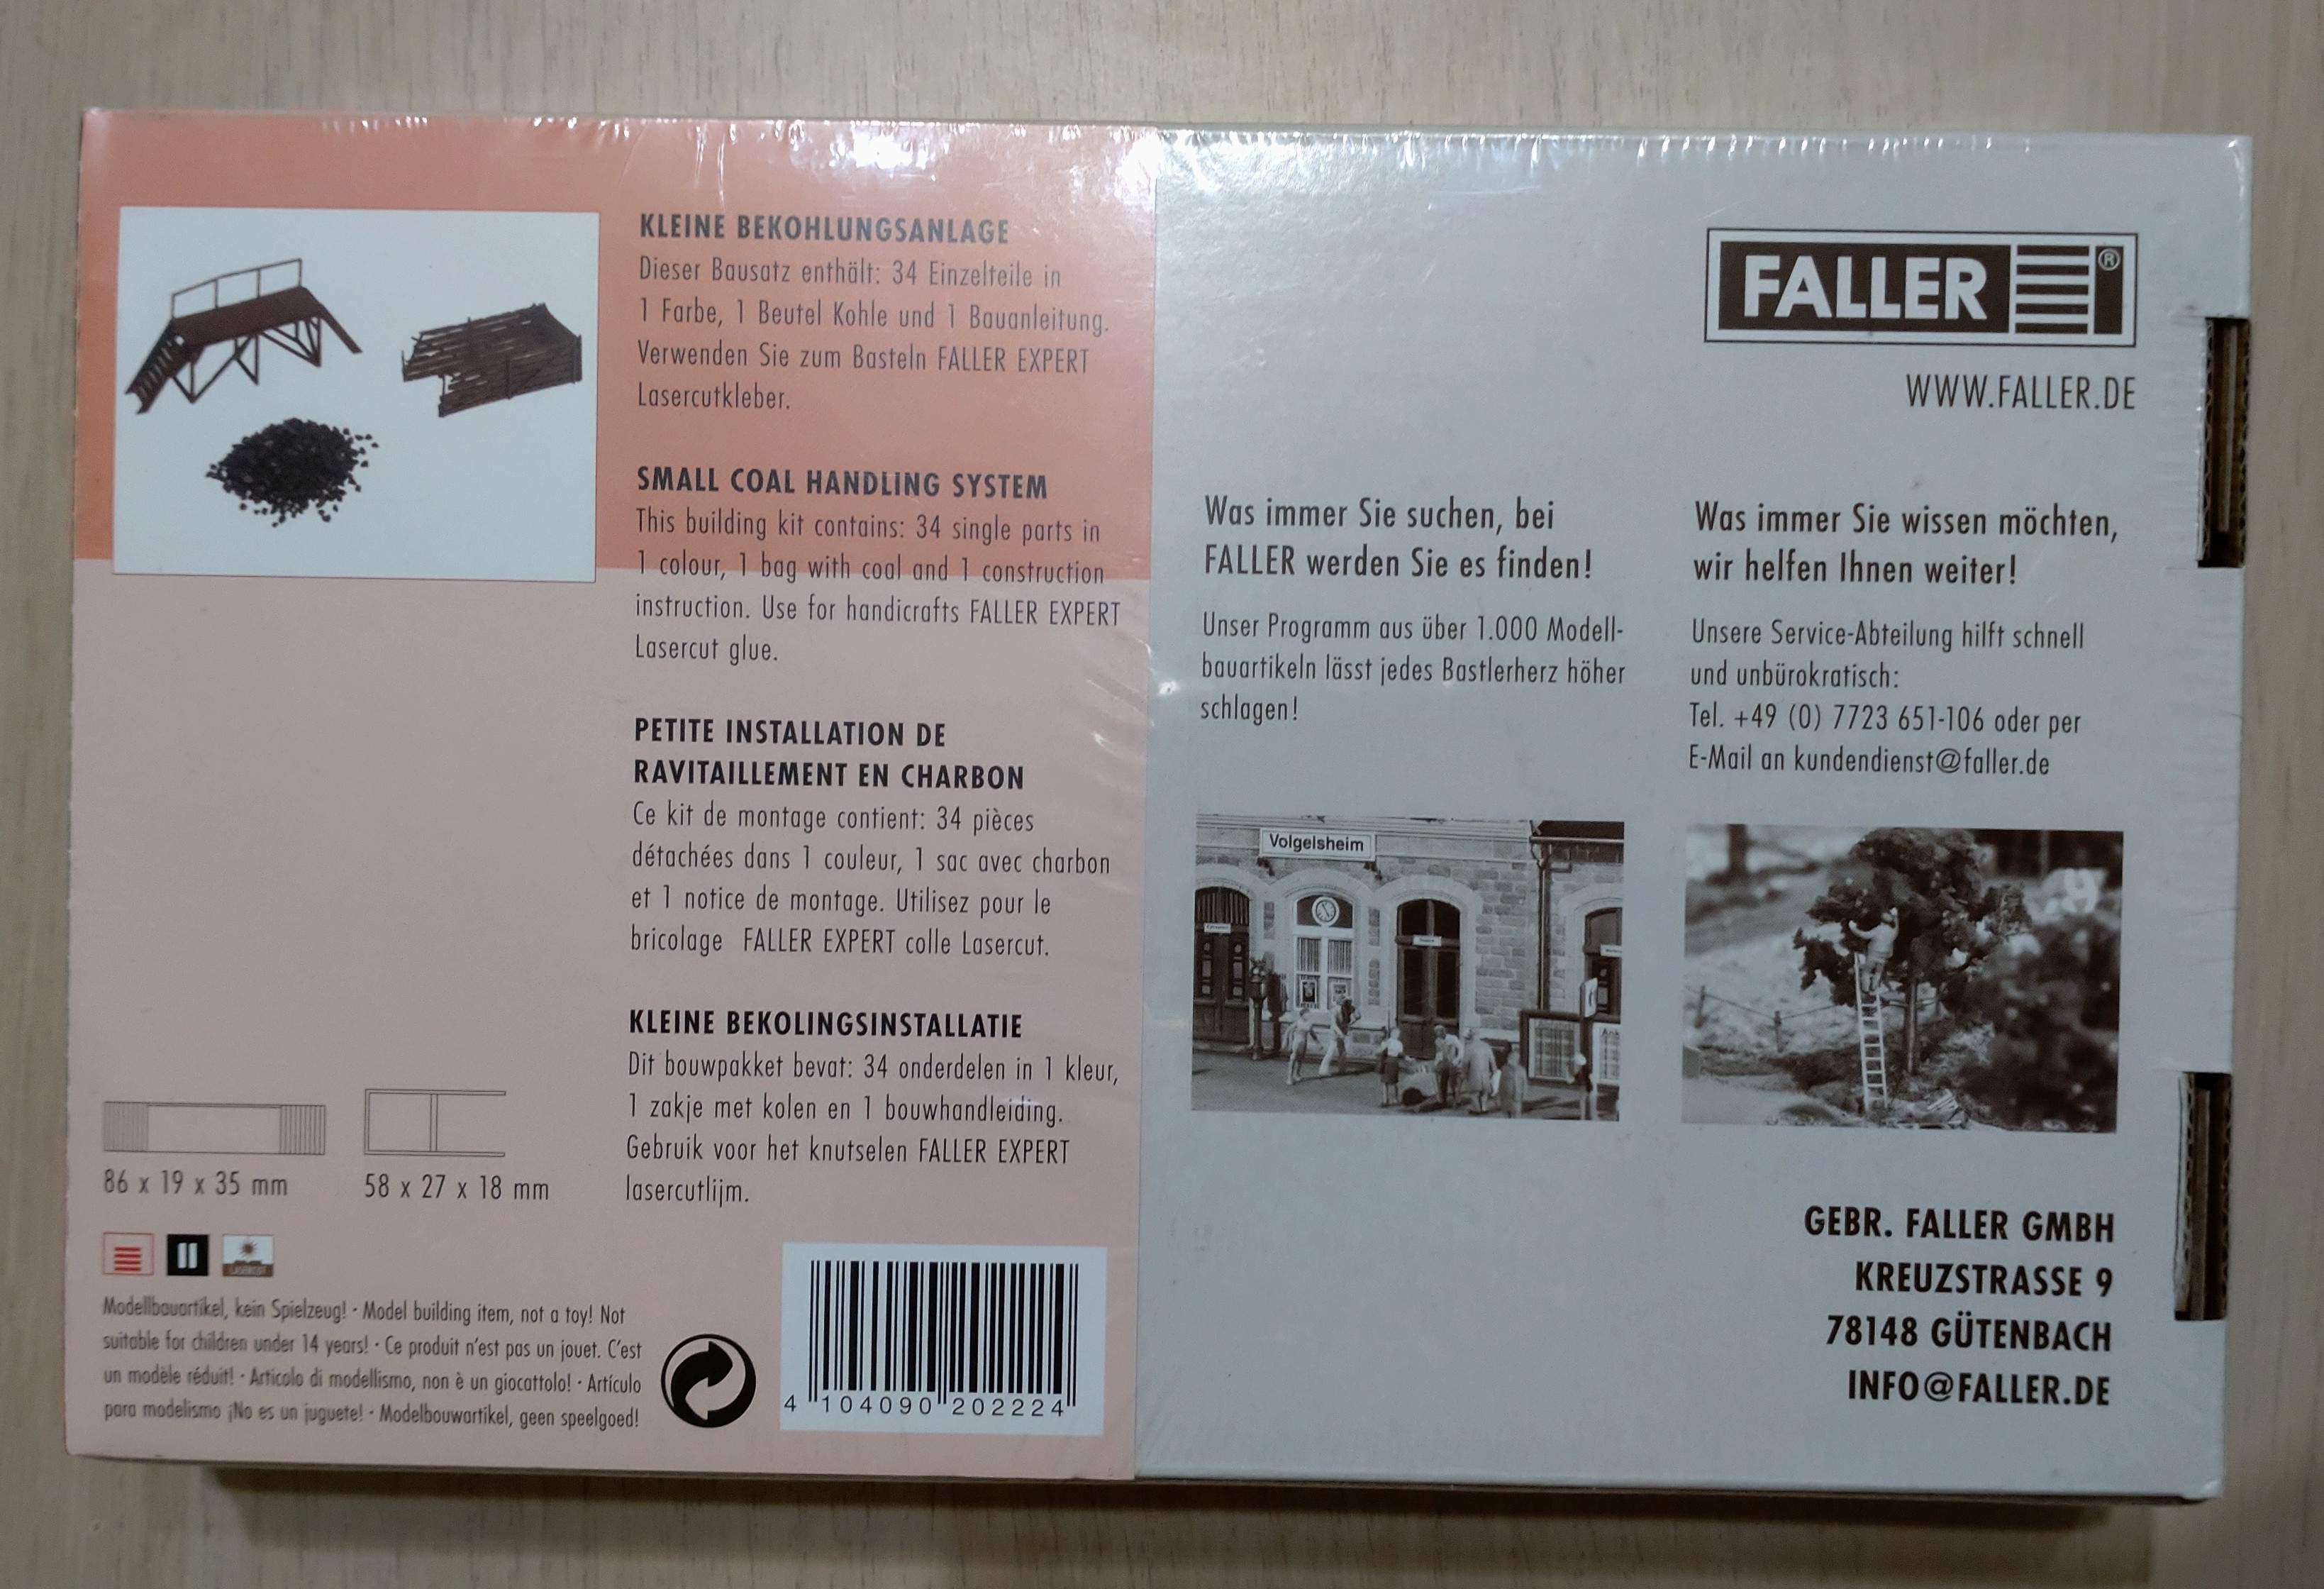 KLEINE BEKOHLUNGSANLAGE
Dieser Bausatz enthält: 34 Einzelteile in
1 Farbe, 1 Beutel Kohle und 1 Bauanleitung.
Verwenden Sie zum Basteln FALLER EXPERT
Lasercutkleber.
SMALL COAL HANDLING SYSTEM
This building kit contains: 34 single parts in
1 colour, 1 bag with coal and 1 construction
instruction. Use for handicrafts FALLER EXPERT
Lasercut glue.
PETITE INSTALLATION DE
RAVITAILLEMENT EN CHARBON
Ce kit de montage contient: 34 pièces
détachées dans 1 couleur, 1 sac avec charbon
et 1 notice de montage. Utilisez pour le
bricolage FALLER EXPERT colle Lasercut.
KLEINE BEKOLINGSINSTALLATIE
Dit bouwpakket bevat: 34 onderdelen in 1 kleur,
1 zakje met kolen en 1 bouwhandleiding.
Gebruik voor het knutselen FALLER EXPERT
lasercutlijm.
86 x 19 x 35 mm
58 x 27 x 18 mm
LASERCUT
Modellbauartikel, kein Spielzeug! · Model building item, not a toy! Not
suitable for children under 14 years! · Ce produit n'est pas un jouet. C'est
un modèle réduit! · Articolo di modellismo, non è un giocattolo! · Artículo
para modelismo ¡No es un juguete! · Modelbouwartikel, geen speelgoed!
4 104090 202224
FALLER ®
WWW.FALLER.DE
Was immer Sie suchen, bei
FALLER werden Sie es finden!
Unser Programm aus über 1.000 Modell-
bauartikeln lässt jedes Bastlerherz höher
schlagen!
Was immer Sie wissen möchten,
wir helfen Ihnen weiter!
Unsere Service-Abteilung hilft schnell
und unbürokratisch:
Tel. +49 (0) 7723 651-106 oder per
E-Mail an kundendienst@faller.de
Volgelsheim
GEBR. FALLER GMBH
KREUZSTRASSE 9
78148 GÜTENBACH
INFO@FALLER.DE